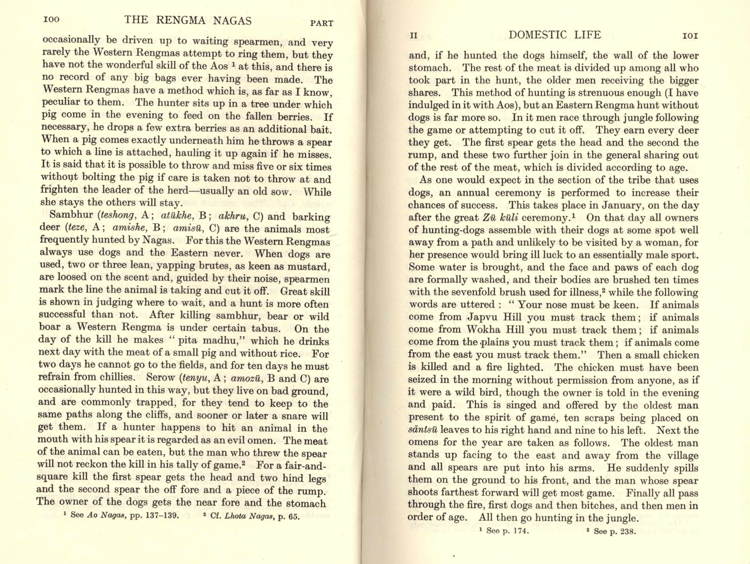 100 THE RENGMA NAGAS PART
occasionally be driven up to waiting spearmen, and very
rarely the Western Rengmas attempt to ring them, but they
have not the wonderful skill of the Aos ¹ at this, and there is
no record of any big bags ever having been made. The
Western Rengmas have a method which is, as far as I know,
peculiar to them. The hunter sits up in a tree under which
pig come in the evening to feed on the fallen berries. If
necessary, he drops a few extra berries as an additional bait.
When a pig comes exactly underneath him he throws a spear
to which a line is attached, hauling it up again if he misses.
It is said that it is possible to throw and miss five or six times
without bolting the pig if care is taken not to throw at and
frighten the leader of the herd—usually an old sow. While
she stays the others will stay.
Sambhur (teshong, A; atükhe, B; akhru, C) and barking
deer (teze, A; amishe, B; amisü, C) are the animals most
frequently hunted by Nagas. For this the Western Rengmas
always use dogs and the Eastern never. When dogs are
used, two or three lean, yapping brutes, as keen as mustard,
are loosed on the scent and, guided by their noise, spearmen
mark the line the animal is taking and cut it off. Great skill
is shown in judging where to wait, and a hunt is more often
successful than not. After killing sambhur, bear or wild
boar a Western Rengma is under certain tabus. On the
day of the kill he makes "pita madhu," which he drinks
next day with the meat of a small pig and without rice. For
two days he cannot go to the fields, and for ten days he must
refrain from chillies. Serow (tenyu, A; amozü, B and C) are
occasionally hunted in this way, but they live on bad ground,
and are commonly trapped, for they tend to keep to the
same paths along the cliffs, and sooner or later a snare will
get them. If a hunter happens to hit an animal in the
mouth with his spear it is regarded as an evil omen. The meat
of the animal can be eaten, but the man who threw the spear
will not reckon the kill in his tally of game.² For a fair-and-
square kill the first spear gets the head and two hind legs
and the second spear the off fore and a piece of the rump.
The owner of the dogs gets the near fore and the stomach
¹ See Ao Nagas, pp. 137–139. ² Cf. Lhota Nagas, p. 65.
II DOMESTIC LIFE 101
and, if he hunted the dogs himself, the wall of the lower
stomach. The rest of the meat is divided up among all who
took part in the hunt, the older men receiving the bigger
shares. This method of hunting is strenuous enough (I have
indulged in it with Aos), but an Eastern Rengma hunt without
dogs is far more so. In it men race through jungle following
the game or attempting to cut it off. They earn every deer
they get. The first spear gets the head and the second the
rump, and these two further join in the general sharing out
of the rest of the meat, which is divided according to age.
As one would expect in the section of the tribe that uses
dogs, an annual ceremony is performed to increase their
chances of success. This takes place in January, on the day
after the great Zü küli ceremony.¹ On that day all owners
of hunting-dogs assemble with their dogs at some spot well
away from a path and unlikely to be visited by a woman, for
her presence would bring ill luck to an essentially male sport.
Some water is brought, and the face and paws of each dog
are formally washed, and their bodies are brushed ten times
with the sevenfold brush used for illness,² while the following
words are uttered: "Your nose must be keen. If animals
come from Japvu Hill you must track them; if animals
come from Wokha Hill you must track them; if animals
come from the plains you must track them; if animals come
from the east you must track them." Then a small chicken
is killed and a fire lighted. The chicken must have been
seized in the morning without permission from anyone, as if
it were a wild bird, though the owner is told in the evening
and paid. This is singed and offered by the oldest man
present to the spirit of game, ten scraps being placed on
säntsü leaves to his right hand and nine to his left. Next the
omens for the year are taken as follows. The oldest man
stands up facing to the east and away from the village
and all spears are put into his arms. He suddenly spills
them on the ground to his front, and the man whose spear
shoots farthest forward will get most game. Finally all pass
through the fire, first dogs and then bitches, and then men in
order of age. All then go hunting in the jungle.
¹ See p. 174. ² See p. 238.